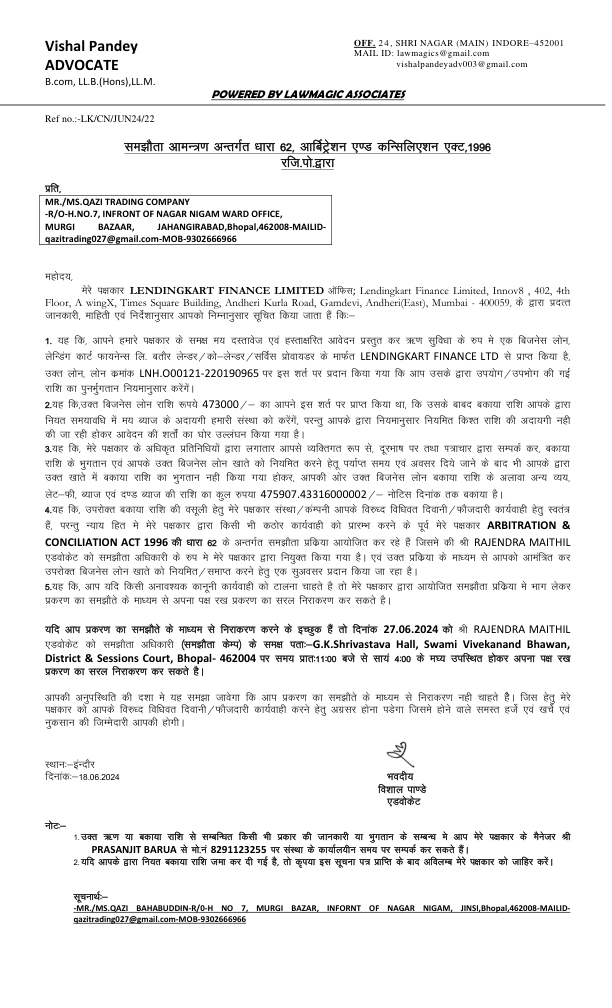 Vishal Pandey
ADVOCATE
B.com, LL.B.(Hons),LL.M.
OFF. 24, SHRI NAGAR (MAIN) INDORE–452001
MAIL ID: lawmagics@gmail.com
vishalpandeyadv003@gmail.com
POWERED BY LAWMAGIC ASSOCIATES
Ref no.:-LK/CN/JUN24/22
समझौता आमन्त्रण अन्तर्गत धारा 62, आर्बिट्रेशन एण्ड कन्सिलिएशन एक्ट,1996
रजि.पो.द्वारा
प्रति,
MR./MS.QAZI TRADING COMPANY
-R/O-H.NO.7, INFRONT OF NAGAR NIGAM WARD OFFICE,
MURGI BAZAAR, JAHANGIRABAD,Bhopal,462008-MAILID-
qazitrading027@gmail.com-MOB-9302666966
महोदय,
मेरे पक्षकार LENDINGKART FINANCE LIMITED ऑफिस; Lendingkart Finance Limited, Innov8 , 402, 4th
Floor, A wingX, Times Square Building, Andheri Kurla Road, Gamdevi, Andheri(East), Mumbai - 400059, के द्वारा प्रदत्त
जानकारी, माहिती एवं निर्देशानुसार आपको निम्नानुसार सूचित किया जाता हैं कि:–
1. यह कि, आपने हमारे पक्षकार के समक्ष मय दस्तावेज एवं हस्ताक्षरित आवेदन प्रस्तुत कर ऋण सुविधा के रुप मे एक बिजनेस लोन,
लेन्डिंग कार्ट फायनेन्स लि. बतौर लेन्डर/को–लेन्डर/सर्विस प्रोवायडर के मार्फत LENDINGKART FINANCE LTD से प्राप्त किया है,
उक्त लोन, लोन क्रमांक LNH.O00121-220190965 पर इस शर्त पर प्रदान किया गया कि आप उसके द्वारा उपयोग/उपभोग की गई
राशि का पुनर्मुगतान नियमानुसार करेंगें।
2.यह कि,उक्त बिजनेस लोन राशि रूपये 473000/– का आपने इस शर्त पर प्राप्त किया था, कि उसके बाबद बकाया राशि आपके द्वारा
नियत समयावधि में मय ब्याज के अदायगी हमारी संस्था को करेंगें, परन्तु आपके द्वारा नियमानुसार नियमित किश्त राशि की अदायगी नही
की जा रही होकर आवेदन की शर्तों का घोर उल्लंघन किया गया है।
3.यह कि, मेरे पक्षकार के अधिकृत प्रतिनिधियों द्वारा लगातार आपसे व्यक्तिगत रूप से, दूरभाष पर तथा पत्राचार द्वारा सम्पर्क कर, बकाया
राशि के भुगतान एवं आपके उक्त बिजनेस लोन खाते को नियमित करने हेतू पर्याप्त समय एवं अवसर दिये जाने के बाद भी आपके द्वारा
उक्त खाते में बकाया राशि का भुगतान नही किया गया होकर, आपकी ओर उक्त बिजनेस लोन बकाया राशि के अलावा अन्य व्यय,
लेट–फी, ब्याज एवं दण्ड ब्याज की राशि का कुल रुपया 475907.43316000002/– नोटिस दिनांक तक बकाया है।
4.यह कि, उपरोक्त बकाया राशि की वसूली हेतु मेरे पक्षकार संस्था/कंम्पनी आपके विरुद विधिवत दिवानी/फौजदारी कार्यवाही हेतु स्वतंत्र
हैं, परन्तु न्याय हित मे मेरे पक्षकार द्वारा किसी भी कठोर कार्यवाही को प्रारम्भ करने के पूर्व मेरे पक्षकार ARBITRATION &
CONCILIATION ACT 1996 की धारा 62 के अन्तरर्गत समझौता प्रक्रिया आयोजित कर रहे हैं जिसमे की श्री RAJENDRA MAITHIL
एडवोकेट को समझौता अधिकारी के रुप मे मेरे पक्षकार द्वारा नियुक्त किया गया है। एवं उक्त प्रक्रिया के माध्यम से आपको आमंत्रित कर
उपरोक्त बिजनेस लोन खाते को नियमित/समाप्त करने हेतु एक सुअवसर प्रदान किया जा रहा है।
5.यह कि, आप यदि किसी अनावश्यक कानूनी कार्यवाही को टालना चाहते है तो मेरे पक्षकार द्वारा आयोजित समझौता प्रक्रिया मे भाग लेकर
प्रकरण का समझौते के माध्यम से अपना पक्ष रख प्रकरण का सरल निराकरण कर सकते है।
यदि आप प्रकरण का समझौते के माध्यम से निराकरण करने के इच्छुक हैं तो दिनांक 27.06.2024 को श्री RAJENDRA MAITHIL
एडवोकेट को समझौता अधिकारी (समझौता केम्प) के समक्ष पताः–G.K.Shrivastava Hall, Swami Vivekanand Bhawan,
District & Sessions Court, Bhopal- 462004 पर समय प्रातः11:00 बजे से सायं 4:00 के मघ्य उपस्थित होकर अपना पक्ष रख
प्रकरण का सरल निराकरण कर सकते है।
आपकी अनुपस्थिति की दशा मे यह समझा जावेगा कि आप प्रकरण का समझौते के माध्यम से निराकरण नही चाहते हैै। जिस हेतु मेरे
पक्षकार को आपके विरुध्द विधिवत दिवानी/फौजदारी कार्यवाही करने हेतु अग्रसर होना पडेगा जिसमे होने वाले समस्त हर्जे एवं खर्चे एवं
नुकसान की जिम्मेदारी आपकी होगी।
स्थानः–इंन्दौर
दिनांकः–18.06.2024
भवदीय
विशाल पाण्डे
एडवोकेट
नोटः–
1. उक्त ऋण या बकाया राशि से सम्बन्धित किसी भी प्रकार की जानकारी या भुगतान के सम्बन्ध मे आप मेरे पक्षकार के मैनेजर श्री
PRASANJIT BARUA से मो.नं 8291123255 पर संस्था के कार्यालयीन समय पर सम्पर्क कर सकते हैं।
2. यदि आपके द्वारा नियत बकाया राशि जमा कर दी गई है, तो कृपया इस सूचना पत्र प्राप्ति के बाद अविलम्ब मेरे पक्षकार को जाहिर करें।
सूचनार्थः–
-MR./MS.QAZI BAHABUDDIN-R/0-H NO 7, MURGI BAZAR, INFORNT OF NAGAR NIGAM, JINSI,Bhopal,462008-MAILID-
qazitrading027@gmail.com-MOB-9302666966